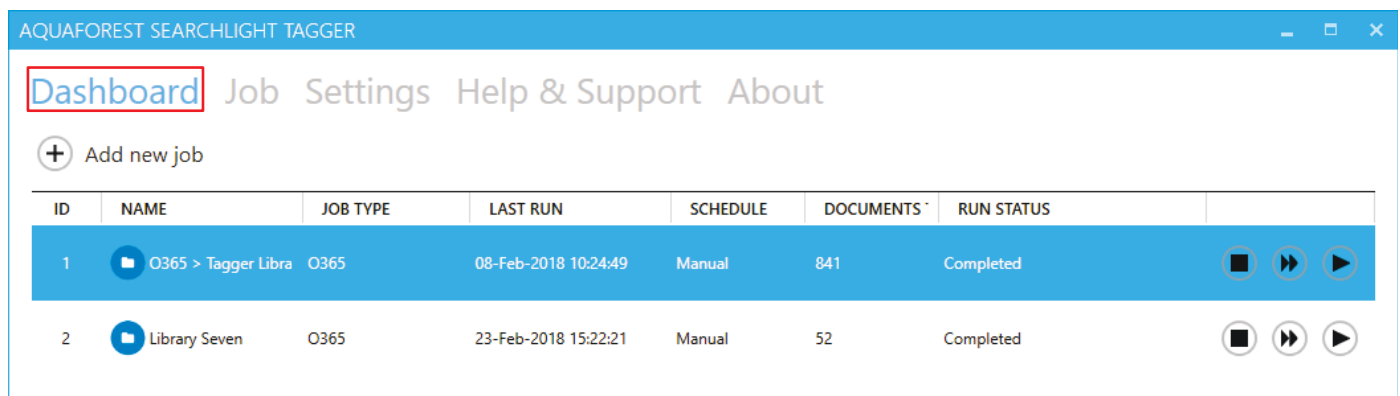 AQUAFOREST SEARCHLIGHT TAGGER
Dashboard Job Settings Help & Support About
Add new job
ID NAME JOB TYPE LAST RUN SCHEDULE DOCUMENTS RUN STATUS
1 O365 > Tagger Libra O365 08-Feb-2018 10:24:49 Manual 841 Completed
2 Library Seven O365 23-Feb-2018 15:22:21 Manual 52 Completed